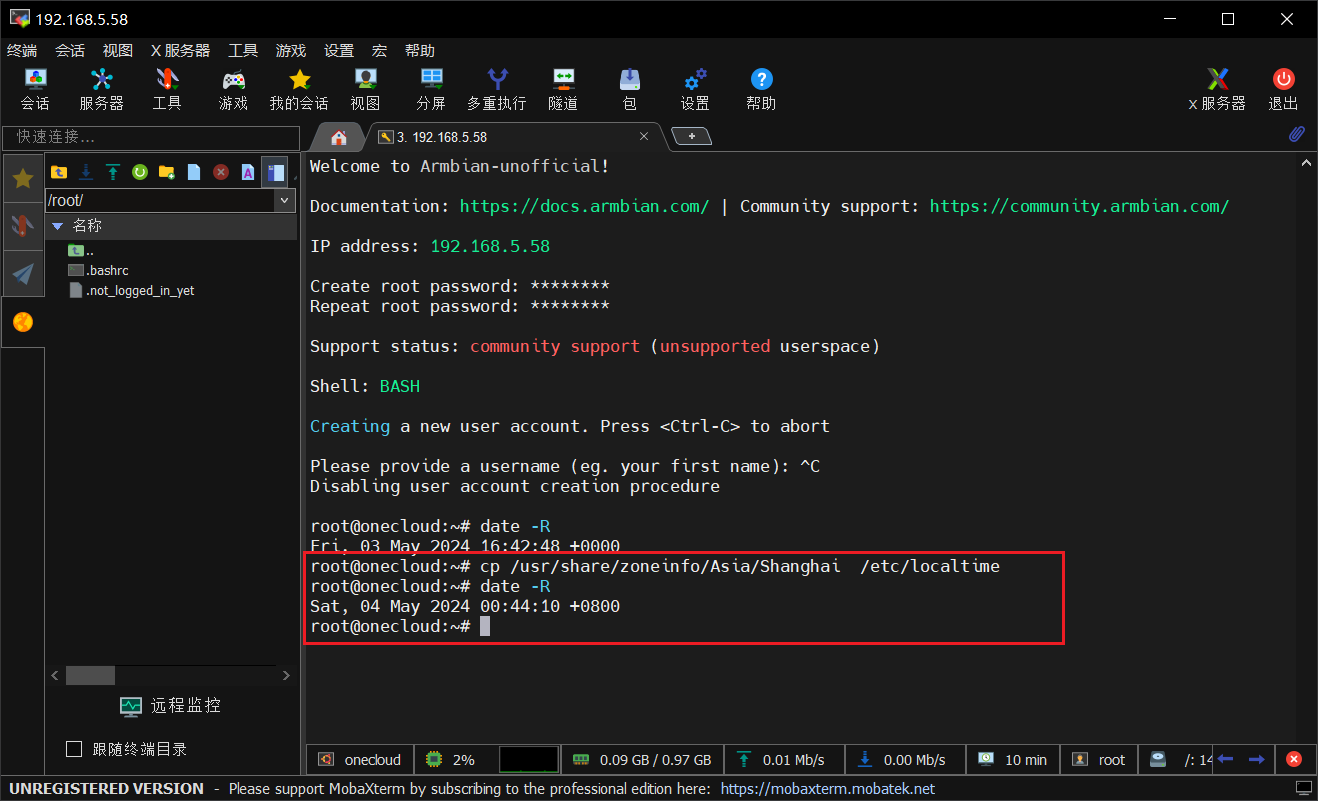 192.168.5.58
终端 会话 视图 X 服务器 工具 游戏 设置 宏 帮助
会话 服务器 工具 游戏 我的会话 视图 分屏 多重执行 隧道 包 设置 帮助 X 服务器 退出
快速连接...
3. 192.168.5.58
/root/
名称
..
.bashrc
.not_logged_in_yet
远程监控
跟随终端目录
Welcome to Armbian-unofficial!
Documentation: https://docs.armbian.com/ | Community support: https://community.armbian.com/
IP address: 192.168.5.58
Create root password: ********
Repeat root password: ********
Support status: community support (unsupported userspace)
Shell: BASH
Creating a new user account. Press <Ctrl-C> to abort
Please provide a username (eg. your first name): ^C
Disabling user account creation procedure
root@onecloud:~# date -R
Fri, 03 May 2024 16:42:48 +0000
root@onecloud:~# cp /usr/share/zoneinfo/Asia/Shanghai  /etc/localtime
root@onecloud:~# date -R
Sat, 04 May 2024 00:44:10 +0800
root@onecloud:~#
onecloud 2% 0.09 GB / 0.97 GB 0.01 Mb/s 0.00 Mb/s 10 min root /: 14
UNREGISTERED VERSION - Please support MobaXterm by subscribing to the professional edition here: https://mobaxterm.mobatek.net